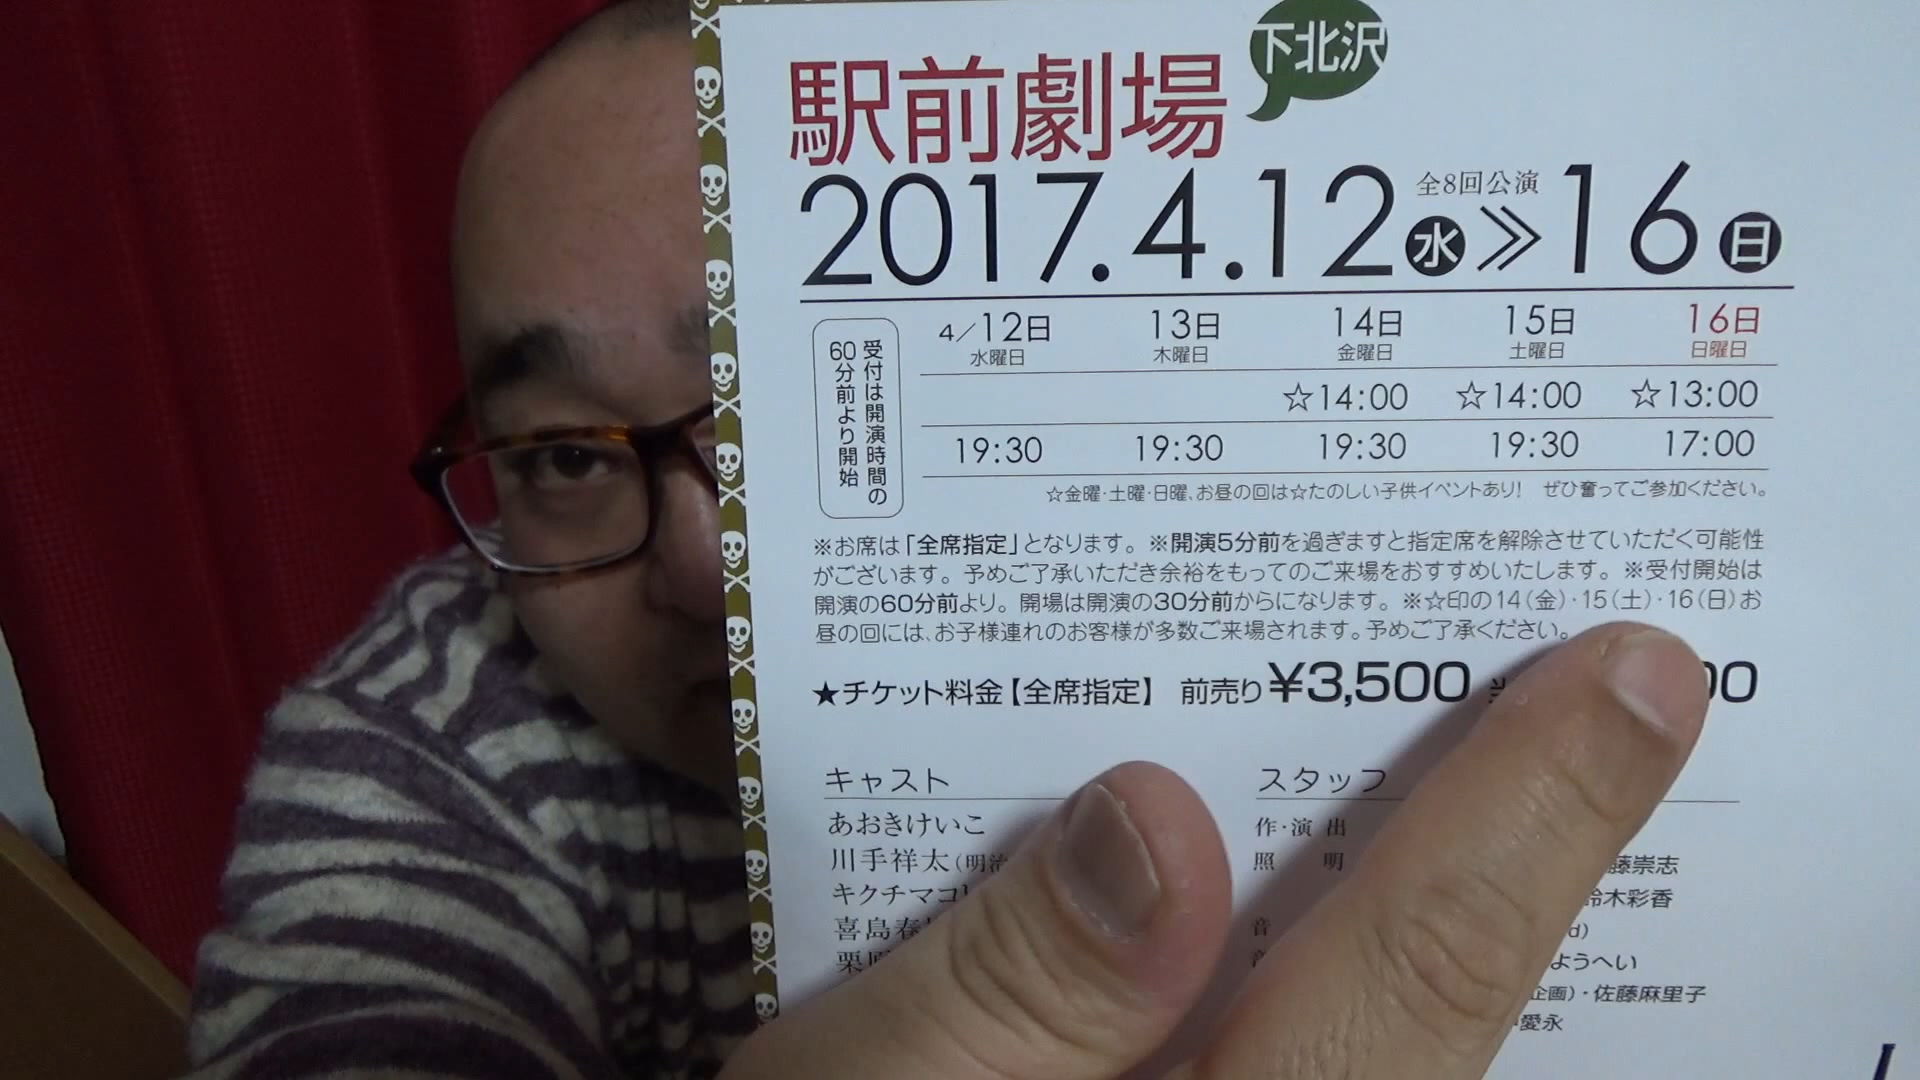 下北沢
駅前劇場
全8回公演
2017.4.12水≫16日
受付は開演時間の
60分前より開始
4/12日 13日 14日 15日 16日
水曜日 木曜日 金曜日 土曜日 日曜日
☆14:00 ☆14:00 ☆13:00
19:30 19:30 19:30 19:30 17:00
☆金曜・土曜・日曜、お昼の回は☆たのしい子供イベントあり! ぜひ奮ってご参加ください。
※お席は「全席指定」となります。※開演5分前を過ぎますと指定席を解除させていただく可能性
がございます。予めご了承いただき余裕をもってのご来場をおすすめいたします。※受付開始は
開演の60分前より。開場は開演の30分前からになります。※☆印の14(金)・15(土)・16(日)お
昼の回には、お子様連れのお客様が多数ご来場されます。予めご了承ください。
★チケット料金【全席指定】 前売り¥3,500
キャスト
あおきけいこ
川手祥太(明治
キクチマコ
喜島春
栗原
スタッフ
作・演出
照明
藤崇志
鈴木彩香
音
d)
ようへい
企画)・佐藤麻里子
愛永